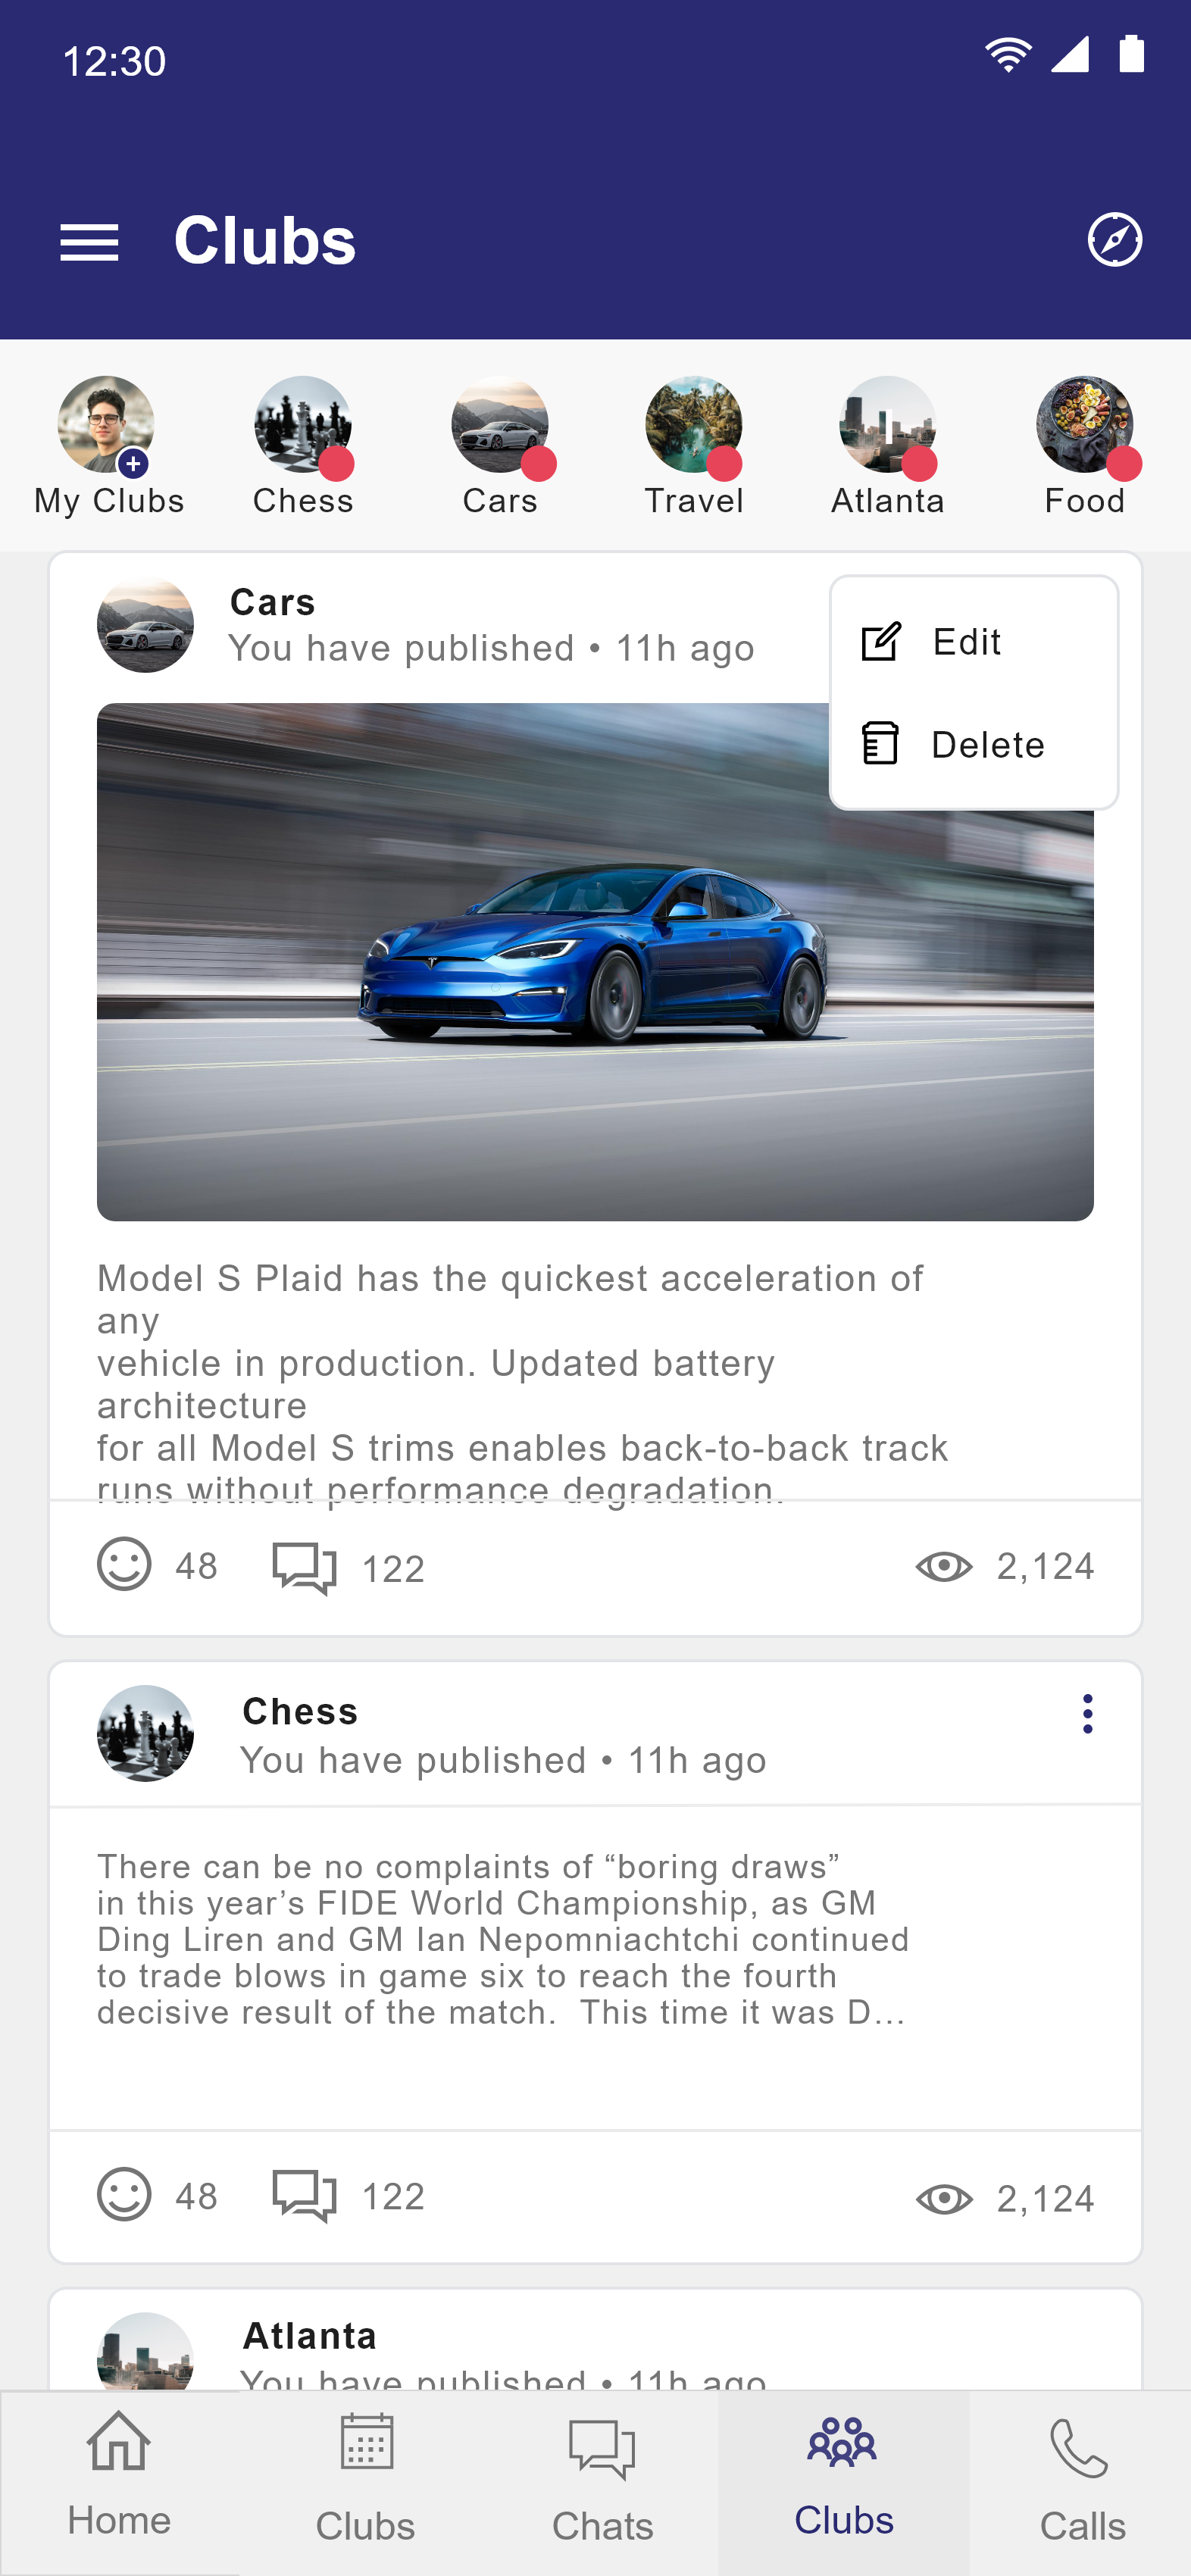 12:30
Clubs
My Clubs
Chess
Cars
Travel
Atlanta
Food
Cars
You have published • 11h ago
Edit
Delete
Model S Plaid has the quickest acceleration of
any
vehicle in production. Updated battery
architecture
for all Model S trims enables back-to-back track
runs without performance degradation.
48
122
2,124
Chess
You have published • 11h ago
There can be no complaints of “boring draws”
in this year’s FIDE World Championship, as GM
Ding Liren and GM Ian Nepomniachtchi continued
to trade blows in game six to reach the fourth
decisive result of the match.  This time it was D...
48
122
2,124
Atlanta
You have published • 11h ago
Home
Clubs
Chats
Clubs
Calls